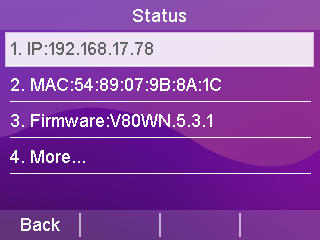 Status
1. IP:192.168.17.78
2. MAC:54:89:07:9B:8A:1C
3. Firmware:V80WN.5.3.1
4. More...
Back